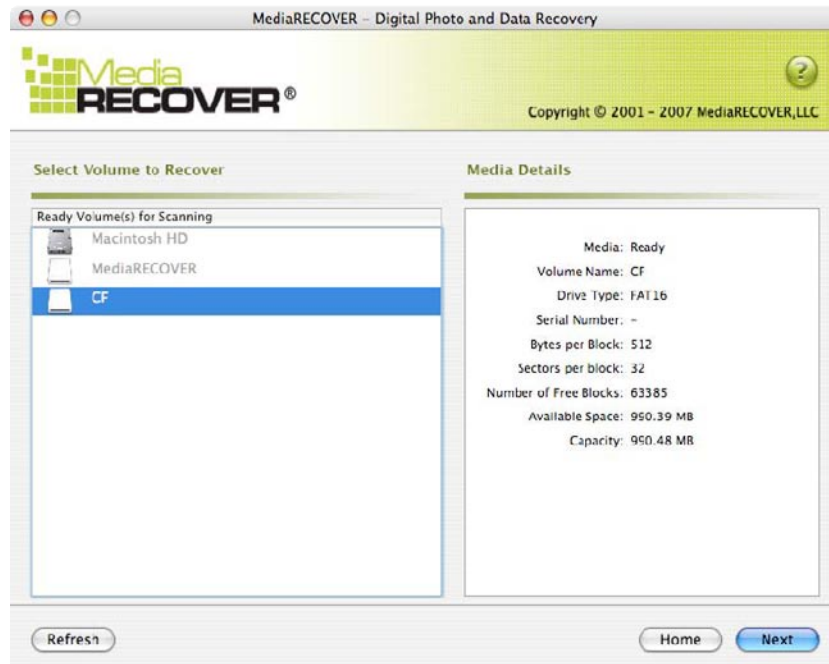 MediaRECOVER – Digital Photo and Data Recovery
Media
RECOVER®
?
Copyright © 2001 – 2007 MediaRECOVER,LLC
Select Volume to Recover
Ready Volume(s) for Scanning
Macintosh HD
MediaRECOVER
CF
Media Details
Media: Ready
Volume Name: CF
Drive Type: FAT16
Serial Number: –
Bytes per Block: 512
Sectors per block: 32
Number of Free Blocks: 63385
Available Space: 990.39 MB
Capacity: 990.48 MB
Refresh
Home
Next